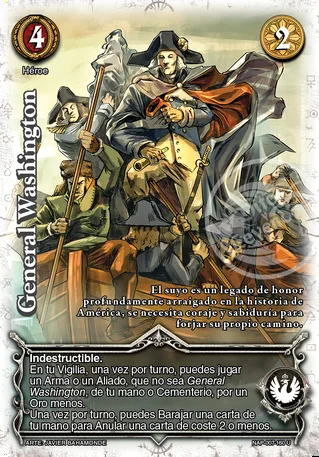 4
2
Héroe
General Washington
El suyo es un legado de honor
profundamente arraigado en la historia de
América, se necesita coraje y sabiduría para
forjar su propio camino.
Indestructible.
En tu Vigilia, una vez por turno, puedes jugar
un Arma o un Aliado, que no sea General
Washington, de tu mano o Cementerio, por un
Oro menos.
Una vez por turno, puedes Barajar una carta de
tu mano para Anular una carta de coste 2 o menos.
ARTE: JAVIER BAHAMONDE
NAP-007-160 U